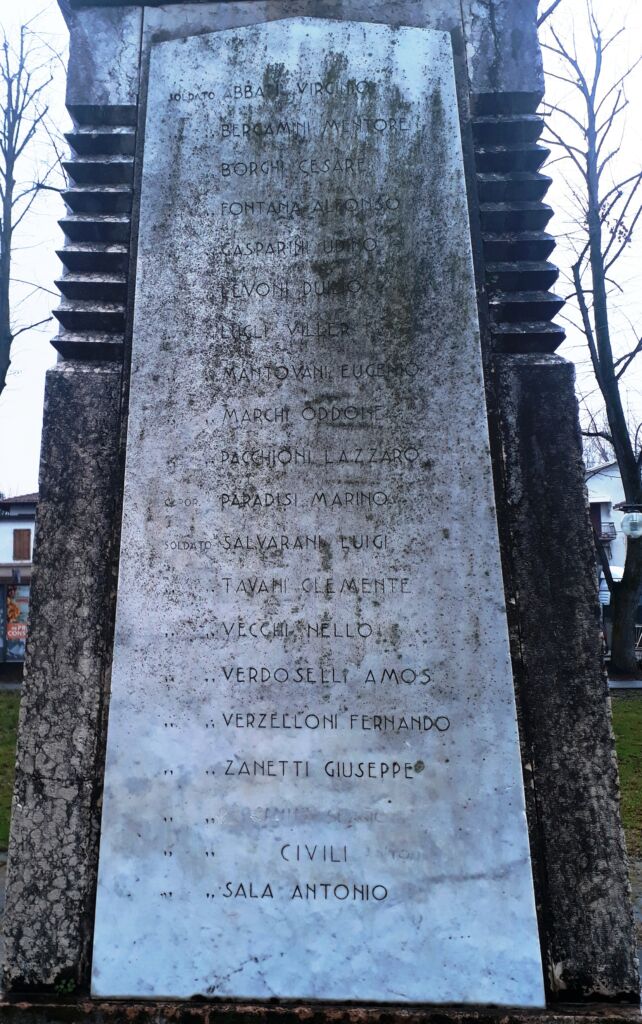 SOLDATO ABBATI VIRGINIO
,, ,, BERGAMINI MENTORE
BORGHI CESARE
FONTANA ALFONSO
GASPARINI UDINO
LEVONI DUILIO
LUGLI VILLER
,, MANTOVANI EUGENIO
,, ,, MARCHI ODDONE
,, ,, PACCHIONI LAZZARO
PARADISI MARINO
SOLDATO SALVARANI LUIGI
,, ,, TAVANI CLEMENTE
,, ,, VECCHI NELLO
,, ,, VERDOSELLI AMOS
,, ,, VERZELLONI FERNANDO
,, ,, ZANETTI GIUSEPPE
,, ,,
,, ,, CIVILI
,, ,, SALA ANTONIO